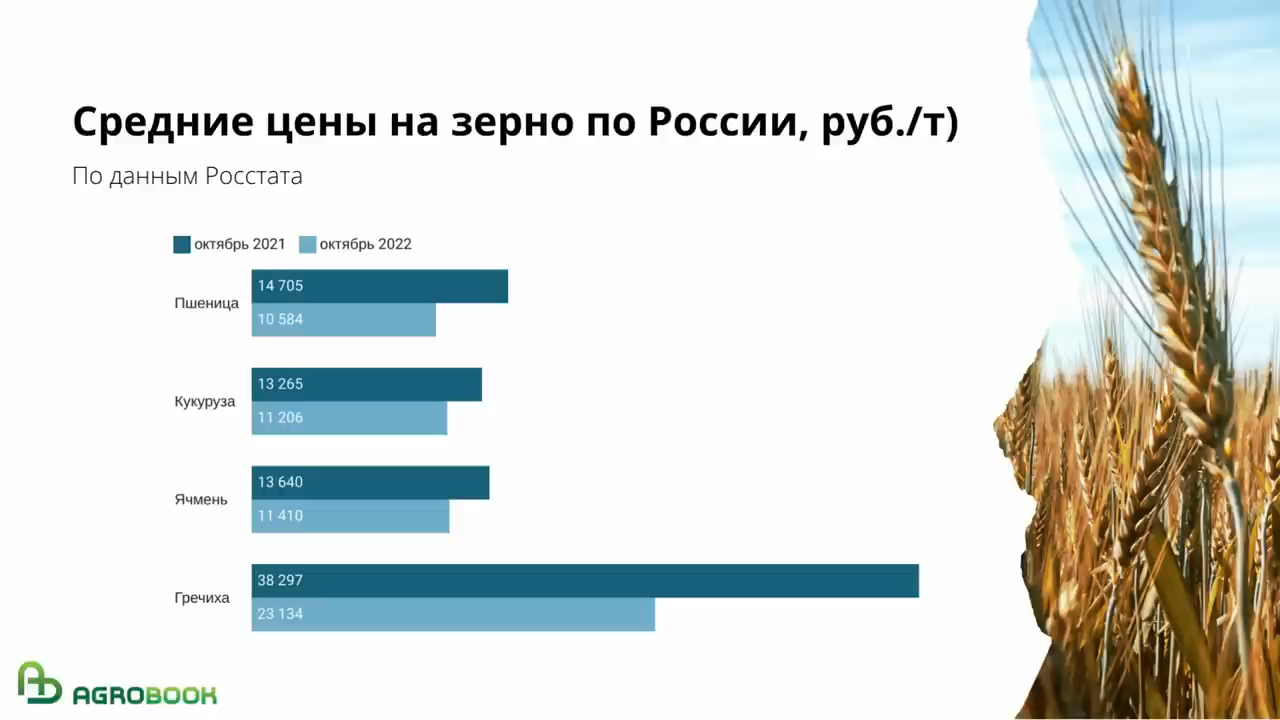 Средние цены на зерно по России, руб./т)
По данным Росстата
октябрь 2021 октябрь 2022
Пшеница
14 705
10 584
Кукуруза
13 265
11 206
Ячмень
13 640
11 410
Гречиха
38 297
23 134
AGROBOOK